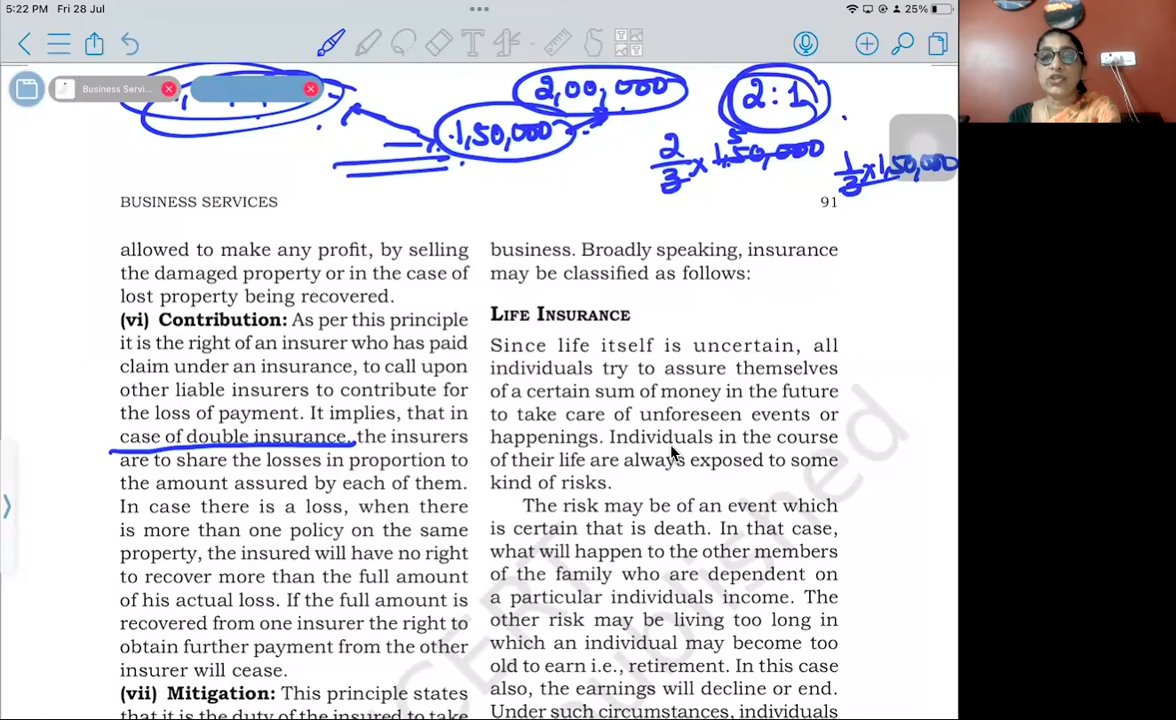 5:22 PM Fri 28 Jul
25%
Business Servi...
2,00,000
2:1
1,50,000
2/3 x 1,50,000
1/3 x 1,50,000
BUSINESS SERVICES
91
allowed to make any profit, by selling
the damaged property or in the case of
lost property being recovered.
(vi) Contribution: As per this principle
it is the right of an insurer who has paid
claim under an insurance, to call upon
other liable insurers to contribute for
the loss of payment. It implies, that in
case of double insurance, the insurers
are to share the losses in proportion to
the amount assured by each of them.
In case there is a loss, when there
is more than one policy on the same
property, the insured will have no right
to recover more than the full amount
of his actual loss. If the full amount is
recovered from one insurer the right to
obtain further payment from the other
insurer will cease.
(vii) Mitigation: This principle states
that it is the duty of the insured to take
business. Broadly speaking, insurance
may be classified as follows:
LIFE INSURANCE
Since life itself is uncertain, all
individuals try to assure themselves
of a certain sum of money in the future
to take care of unforeseen events or
happenings. Individuals in the course
of their life are always exposed to some
kind of risks.
The risk may be of an event which
is certain that is death. In that case,
what will happen to the other members
of the family who are dependent on
a particular individuals income. The
other risk may be living too long in
which an individual may become too
old to earn i.e., retirement. In this case
also, the earnings will decline or end.
Under such circumstances, individuals